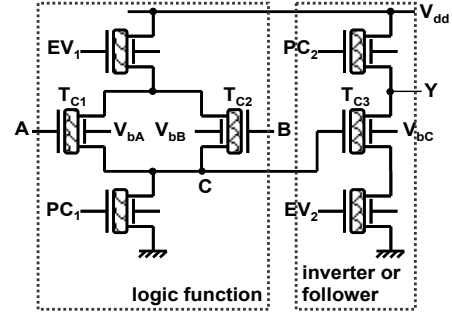 V_dd
EV_1
PC_2
T_C1
T_C2
T_C3
Y
A
V_bA
V_bB
B
V_bC
C
PC_1
EV_2
logic function
inverter or
follower